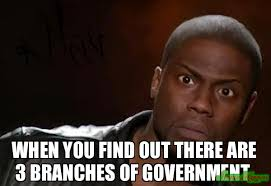 WHEN YOU FIND OUT THERE ARE
3 BRANCHES OF GOVERNMENT